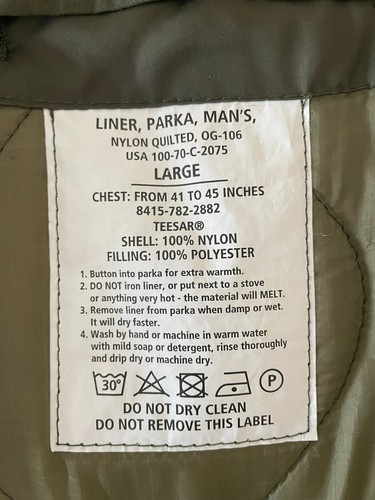 LINER, PARKA, MAN'S,
NYLON QUILTED, OG-106
USA 100-70-C-2075
LARGE
CHEST: FROM 41 TO 45 INCHES
8415-782-2882
TEESAR®
SHELL: 100% NYLON
FILLING: 100% POLYESTER
1. Button into parka for extra warmth.
2. DO NOT iron liner, or put next to a stove
or anything very hot - the material will MELT.
3. Remove liner from parka when damp or wet.
It will dry faster.
4. Wash by hand or machine in warm water
with mild soap or detergent, rinse thoroughly
and drip dry or machine dry.
30° P
DO NOT DRY CLEAN
DO NOT REMOVE THIS LABEL